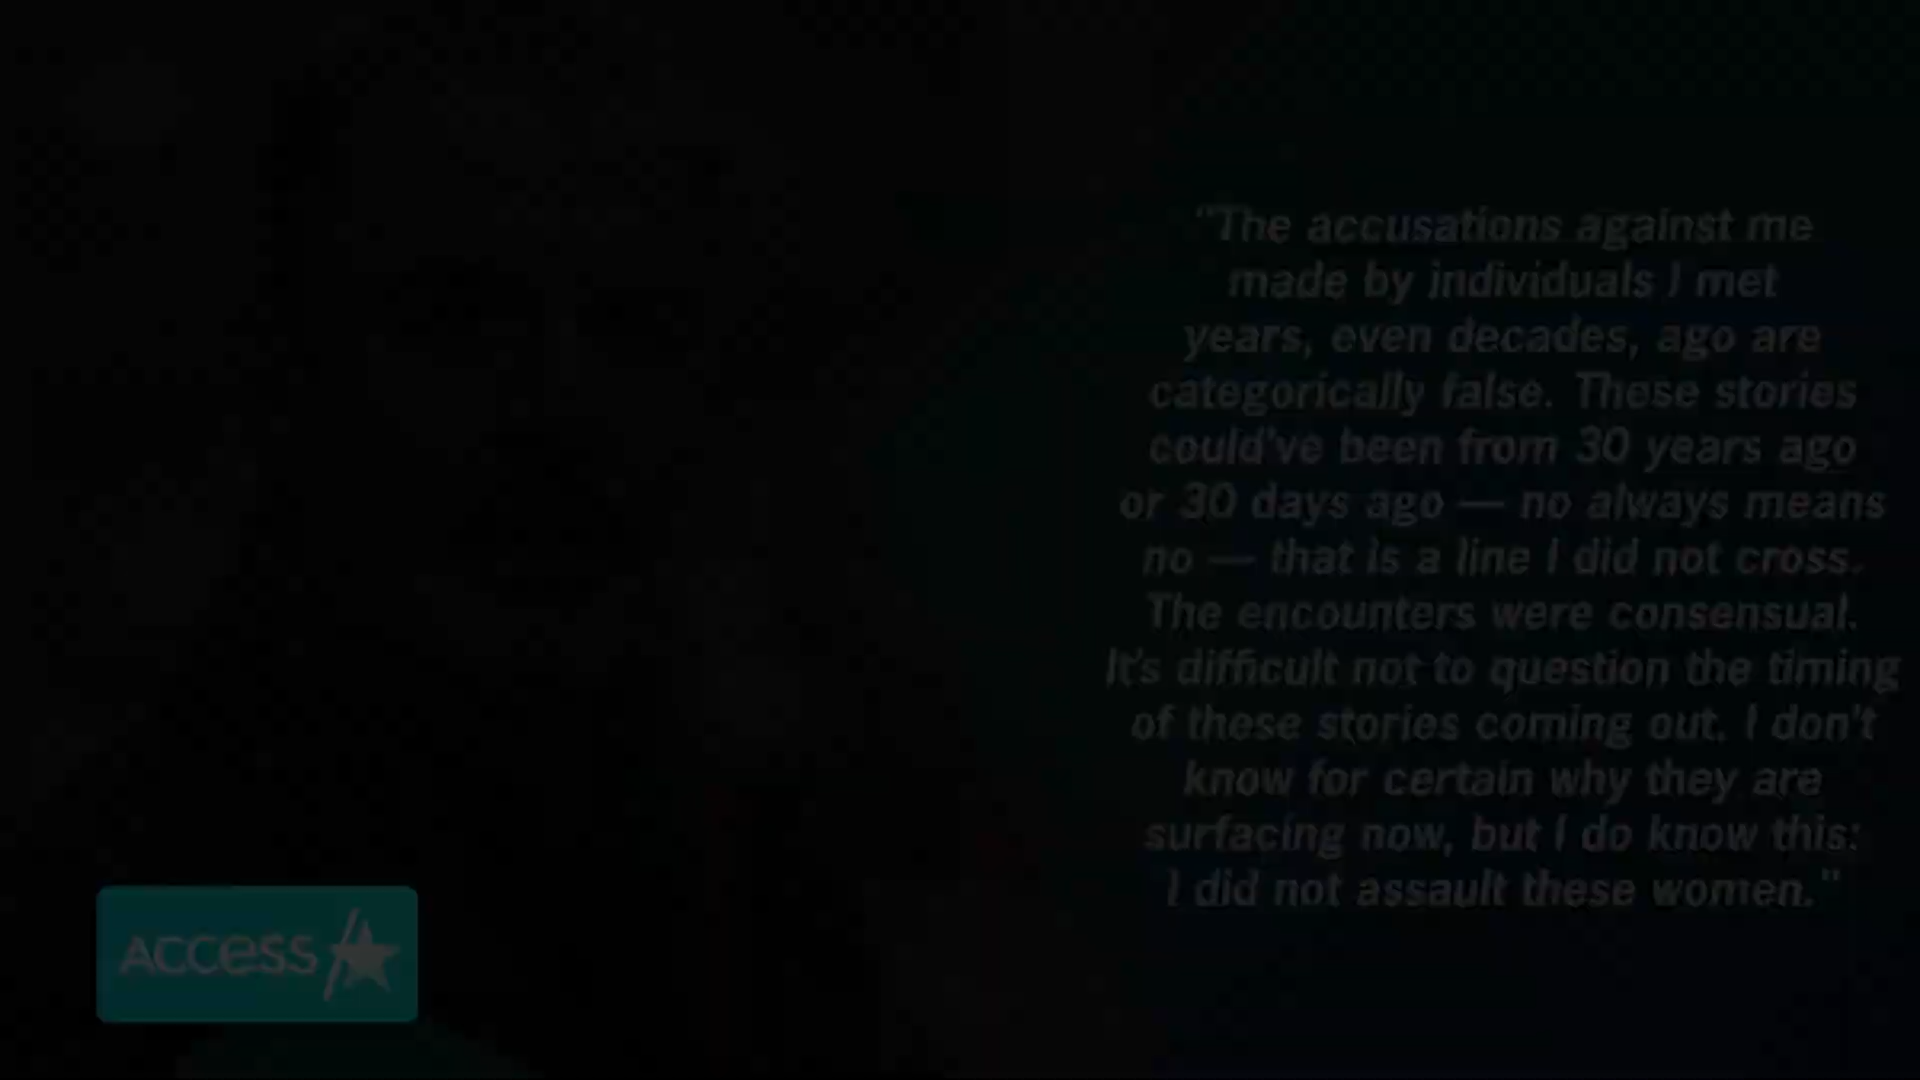 "The accusations against me
made by individuals I met
years, even decades, ago are
categorically false. These stories
could've been from 30 years ago
or 30 days ago — no always means
no — that is a line I did not cross.
The encounters were consensual.
It's difficult not to question the timing
of these stories coming out. I don't
know for certain why they are
surfacing now, but I do know this:
I did not assault these women."
ACCESS